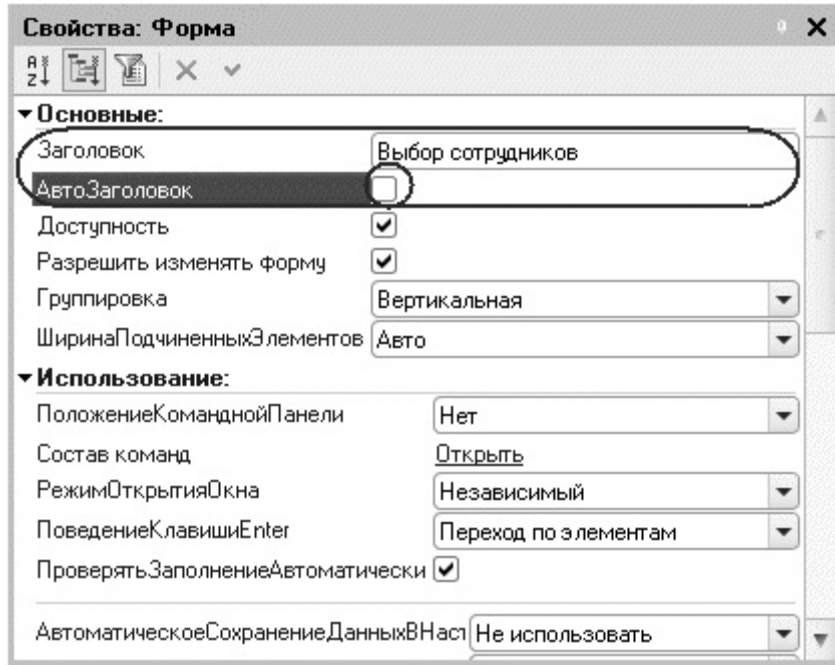 Свойства: Форма
Основные:
Заголовок Выбор сотрудников
АвтоЗаголовок
Доступность
Разрешить изменять форму
Группировка Вертикальная
ШиринаПодчиненныхЭлементов Авто
Использование:
ПоложениеКоманднойПанели Нет
Состав команд Открыть
РежимОткрытияОкна Независимый
ПоведениеКлавишиEnter Переход по элементам
ПроверятьЗаполнениеАвтоматически
АвтоматическоеСохранениеДанныхВНаст Не использовать